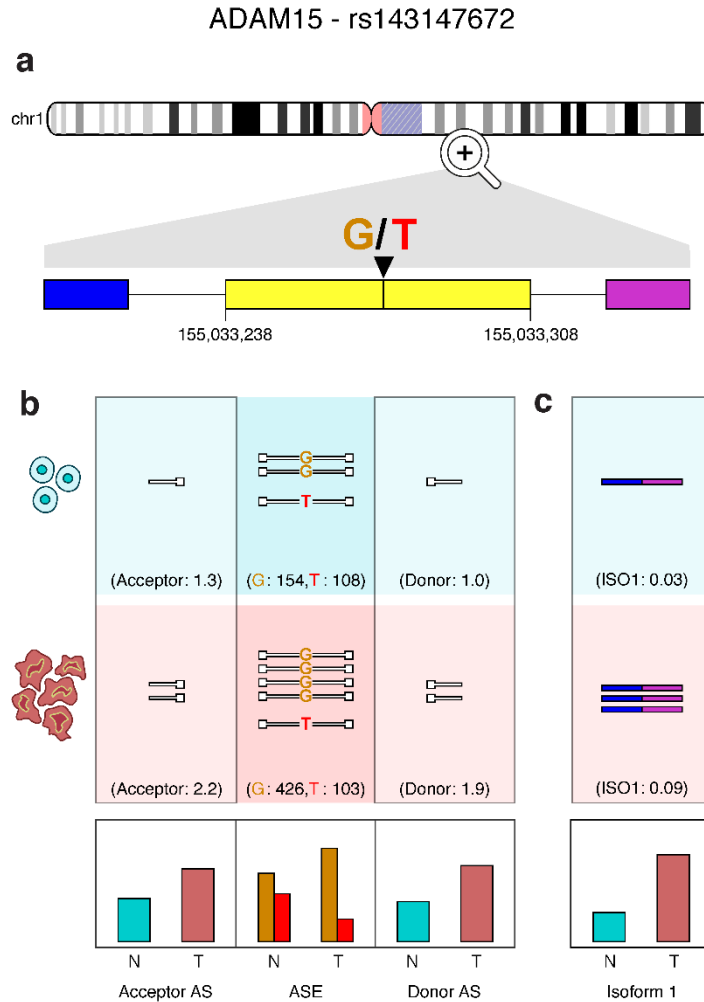 ADAM15 - rs143147672
a
chr1
G/T
155,033,238
155,033,308
b
c
G
G
T
(Acceptor: 1.3)
(G: 154,T: 108)
(Donor: 1.0)
(ISO1: 0.03)
G
G
G
G
T
(Acceptor: 2.2)
(G: 426,T: 103)
(Donor: 1.9)
(ISO1: 0.09)
N T N T N T N T
Acceptor AS
ASE
Donor AS
Isoform 1